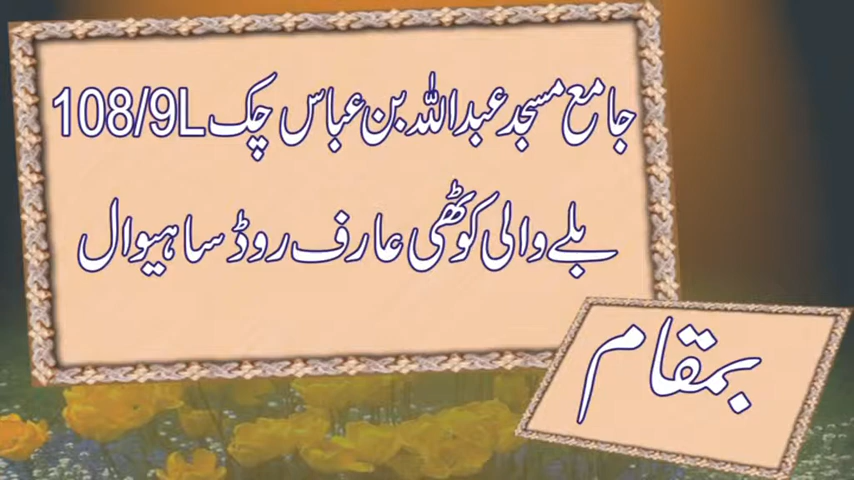 جامع مسجد عبداللہ بن عباس چک 108/9L
بلے والی کوٹھی عارف روڈ ساہیوال
بمقام